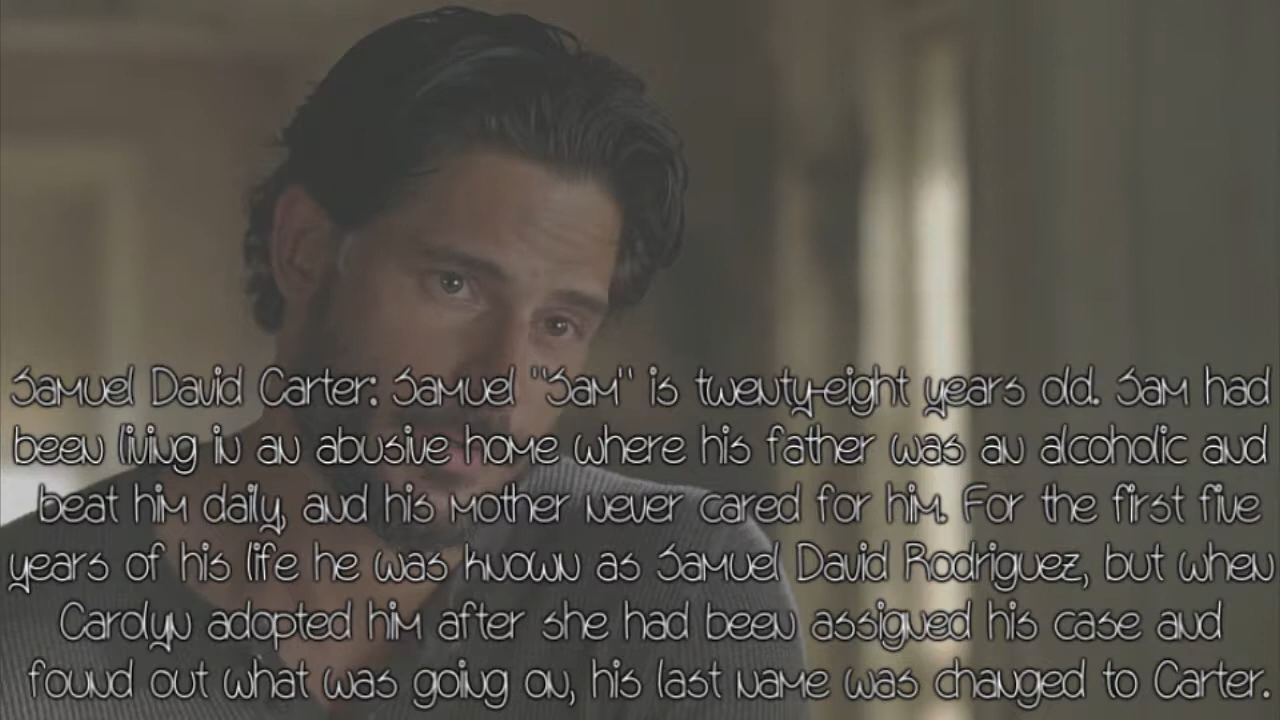 Samuel David Carter: Samuel "Sam" is twenty-eight years old. Sam had
been living in an abusive home where his father was an alcoholic and
beat him daily, and his mother never cared for him. For the first five
years of his life he was known as Samuel David Rodriguez, but when
Carolyn adopted him after she had been assigned his case and
found out what was going on, his last name was changed to Carter.